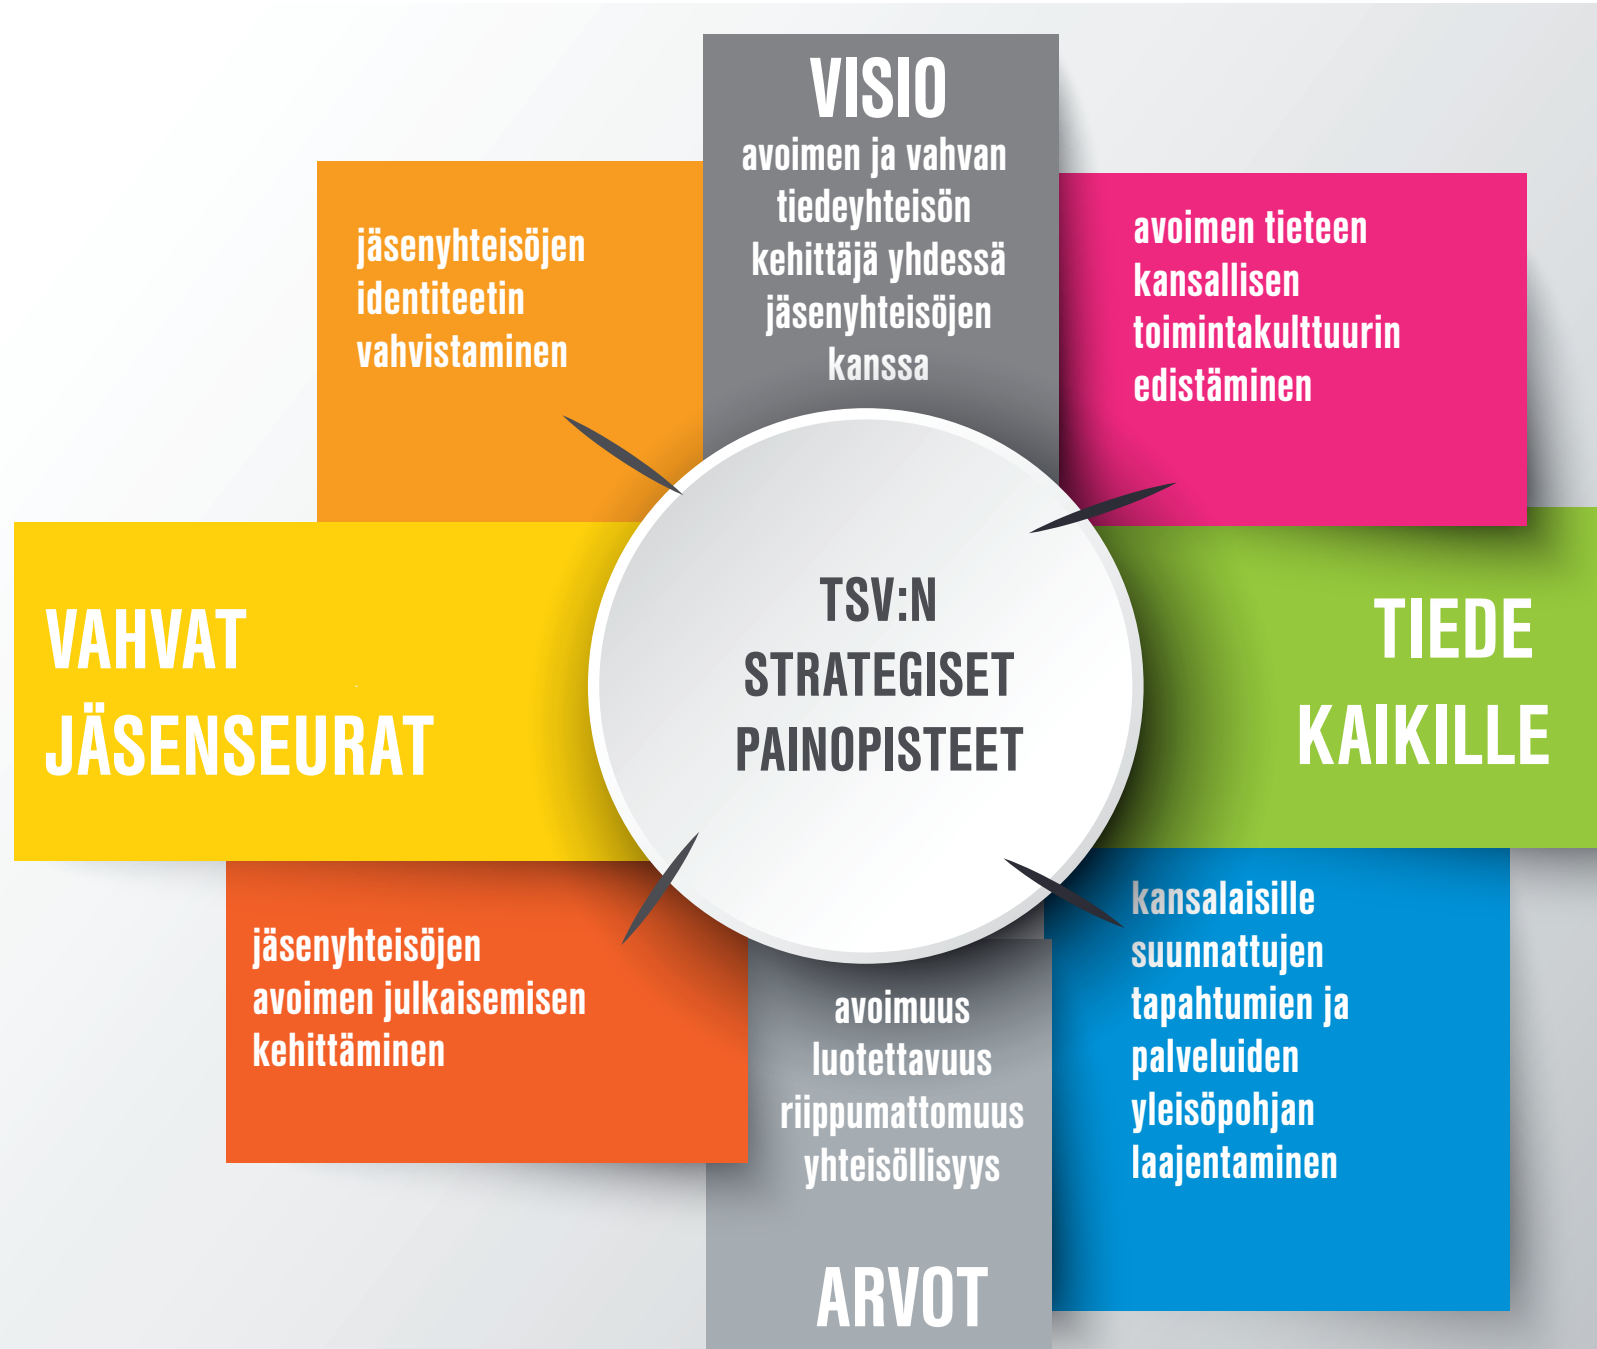 VISIO
avoimen ja vahvan
tiedeyhteisön
kehittäjä yhdessä
jäsenyhteisöjen
kanssa
jäsenyhteisöjen
identiteetin
vahvistaminen
avoimen tieteen
kansallisen
toimintakulttuurin
edistäminen
VAHVAT
JÄSENSEURAT
TSV:N
STRATEGISET
PAINOPISTEET
TIEDE
KAIKILLE
jäsenyhteisöjen
avoimen julkaisemisen
kehittäminen
avoimuus
luotettavuus
riippumattomuus
yhteisöllisyys
ARVOT
kansalaisille
suunnattujen
tapahtumien ja
palveluiden
yleisöpohjan
laajentaminen